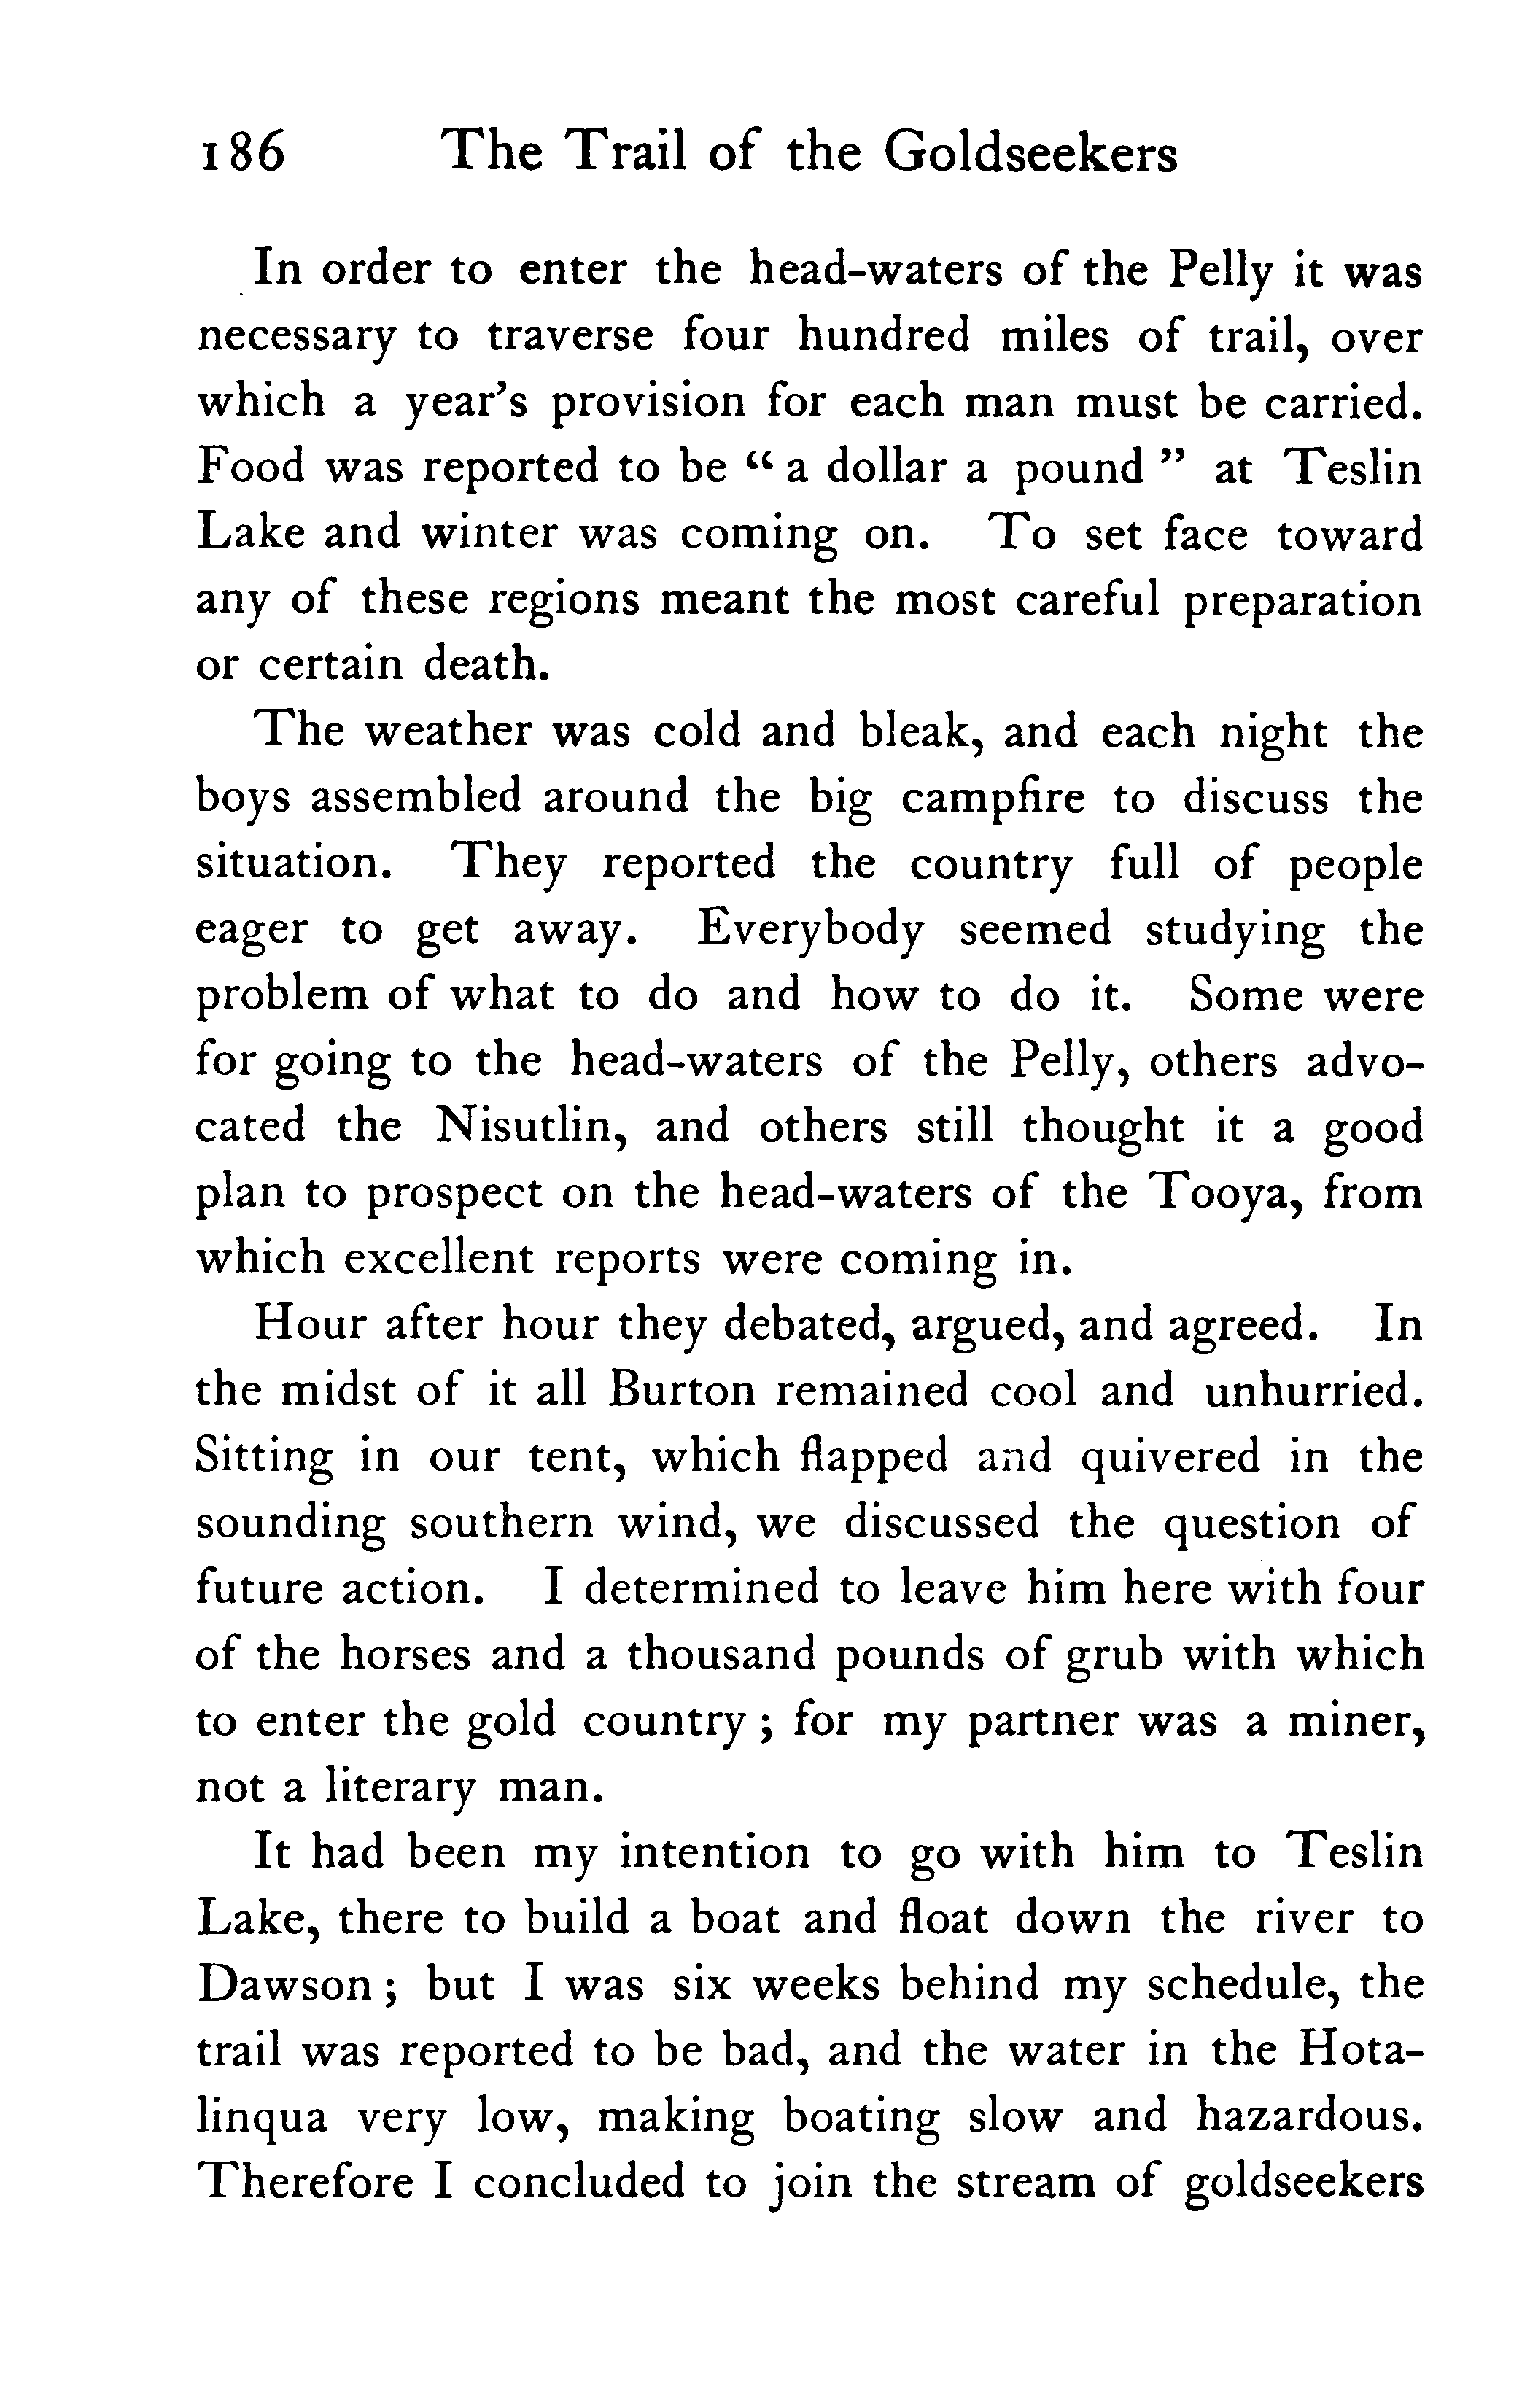 186 The Trail of the Goldseekers
In order to enter the head-waters of the Pelly it was
necessary to traverse four hundred miles of trail, over
which a year's provision for each man must be carried.
Food was reported to be “ a dollar a pound ” at Teslin
Lake and winter was coming on. To set face toward
any of these regions meant the most careful preparation
or certain death.
The weather was cold and bleak, and each night the
boys assembled around the big campfire to discuss the
situation. They reported the country full of people
eager to get away. Everybody seemed studying the
problem of what to do and how to do it. Some were
for going to the head-waters of the Pelly, others advo-
cated the Nisutlin, and others still thought it a good
plan to prospect on the head-waters of the Tooya, from
which excellent reports were coming in.
Hour after hour they debated, argued, and agreed. In
the midst of it all Burton remained cool and unhurried.
Sitting in our tent, which flapped and quivered in the
sounding southern wind, we discussed the question of
future action. I determined to leave him here with four
of the horses and a thousand pounds of grub with which
to enter the gold country ; for my partner was a miner,
not a literary man.
It had been my intention to go with him to Teslin
Lake, there to build a boat and float down the river to
Dawson ; but I was six weeks behind my schedule, the
trail was reported to be bad, and the water in the Hota-
linqua very low, making boating slow and hazardous.
Therefore I concluded to join the stream of goldseekers